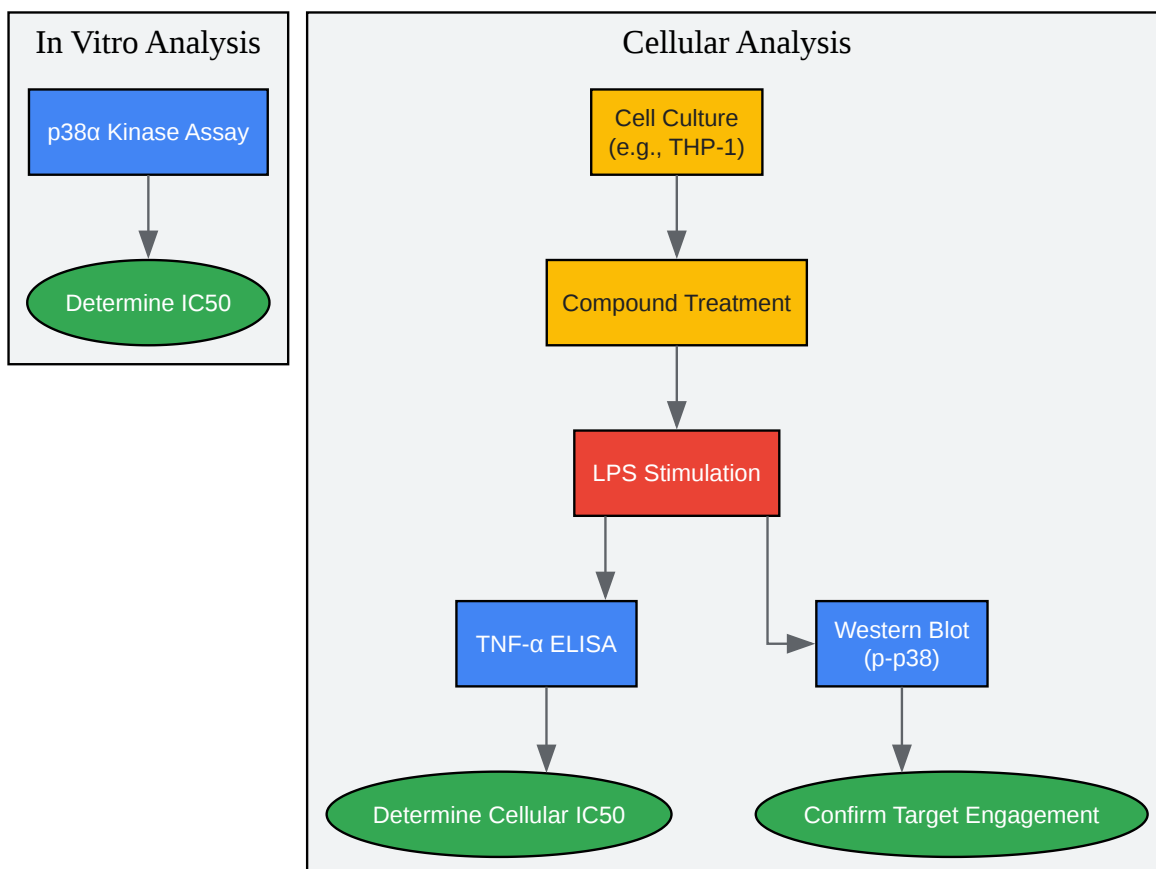 In Vitro Analysis
p38α Kinase Assay
Determine IC50
Cellular Analysis
Cell Culture
(e.g., THP-1)
Compound Treatment
LPS Stimulation
TNF-α ELISA
Western Blot
(p-p38)
Determine Cellular IC50
Confirm Target Engagement